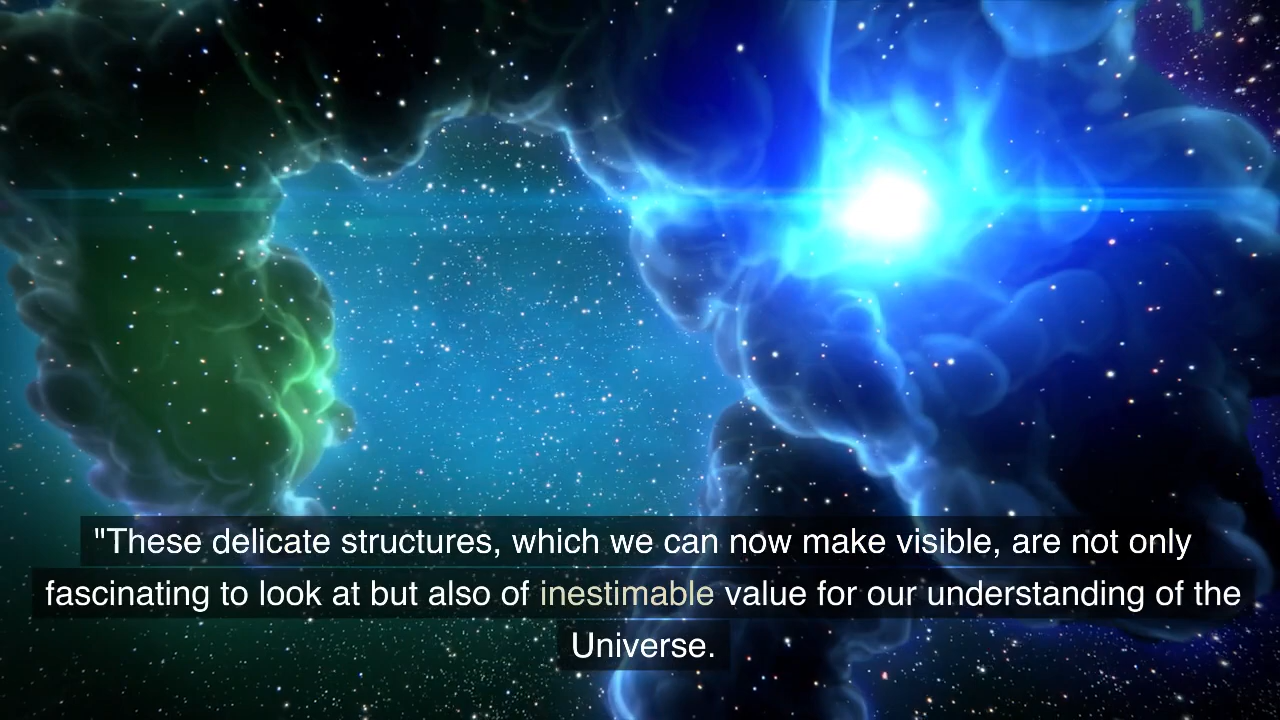 "These delicate structures, which we can now make visible, are not only
fascinating to look at but also of inestimable value for our understanding of the
Universe.